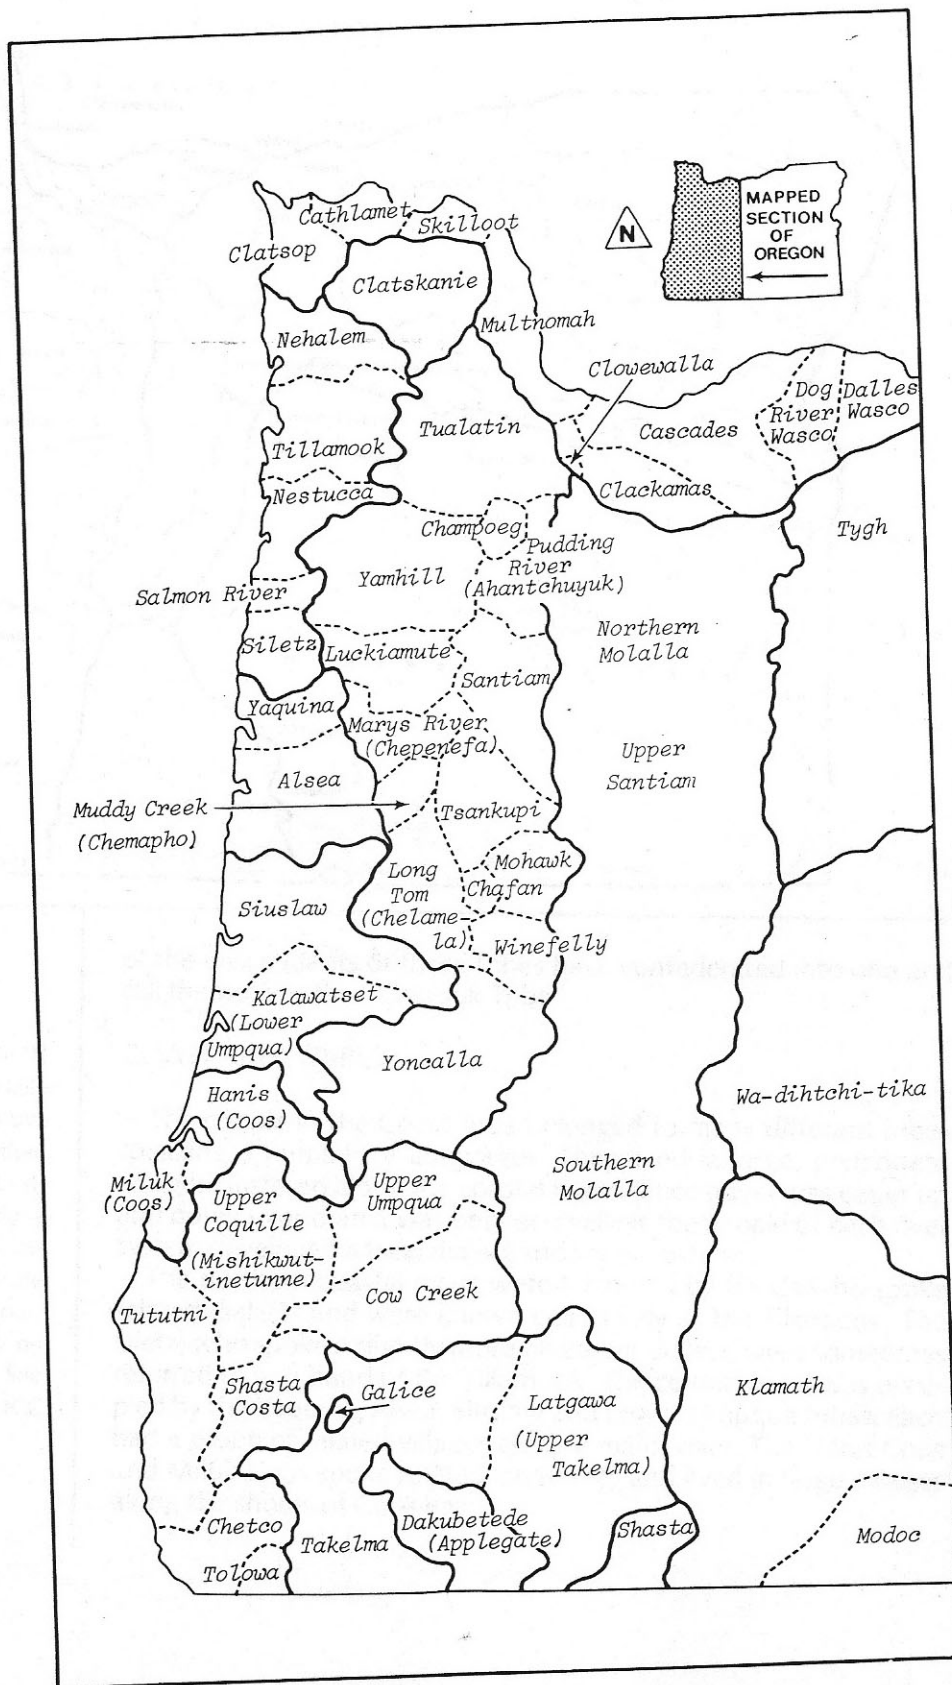 MAPPED
SECTION
OF
OREGON
N
Cathlamet
Skilloot
Clatsop
Clatskanie
Nehalem
Multnomah
Clowewalla
Dog
River
Wasco
Dalles
Wasco
Tualatin
Cascades
Tillamook
Nestucca
Clackamas
Champoeg
Pudding
River
(Ahantchuyuk)
Tygh
Yamhill
Salmon River
Northern
Molalla
Siletz
Luckiamute
Santiam
Yaquina
Marys River
(Chepenefa)
Upper
Santiam
Alsea
Muddy Creek
(Chemapho)
Tsankupi
Long
Tom
(Chelame-
la)
Mohawk
Chafan
Siuslaw
Winefelly
Kalawatset
(Lower
Umpqua)
Yoncalla
Hanis
(Coos)
Wa-dihtchi-tika
Miluk
(Coos)
Upper
Coquille
(Mishikwut-
inetunne)
Upper
Umpqua
Southern
Molalla
Tututni
Cow Creek
Shasta
Costa
Galice
Latgawa
(Upper
Takelma)
Klamath
Chetco
Takelma
Dakubetede
(Applegate)
Shasta
Modoc
Tolowa